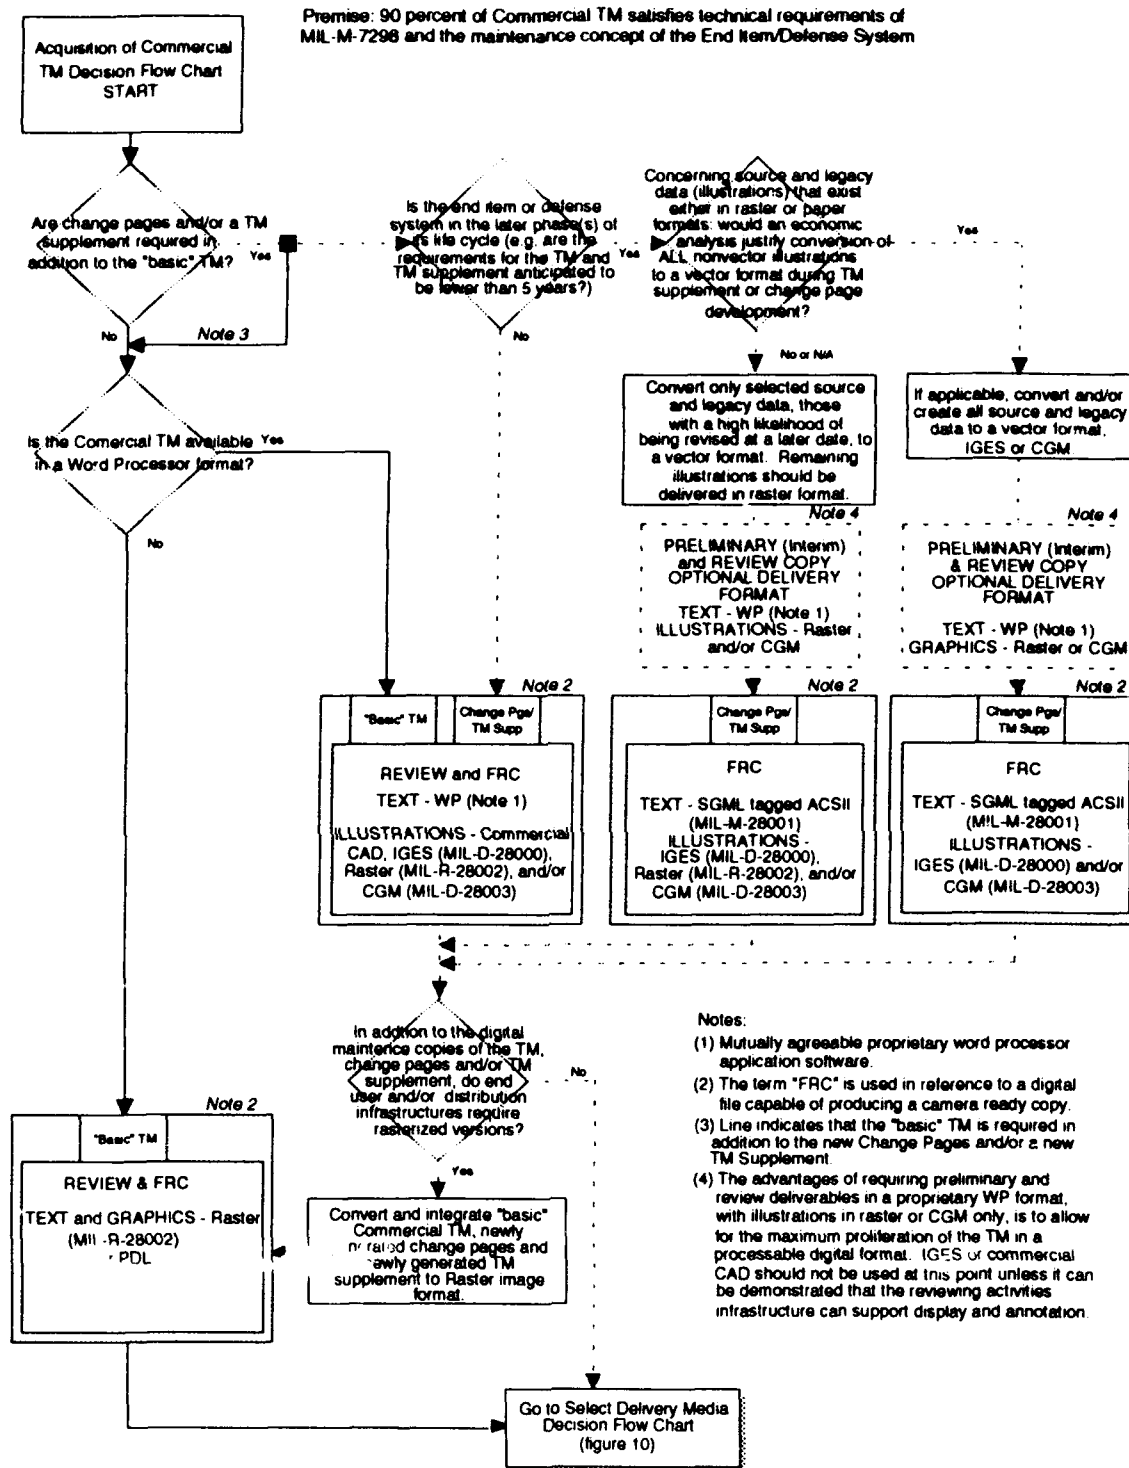 Premise: 90 percent of Commercial TM satisfies technical requirements of
MIL-M-7298 and the maintenance concept of the End Item/Defense System
Acquisition of Commercial
TM Decision Flow Chart
START
Are change pages and/or a TM
supplement required in
addition to the "basic" TM?
Yes
No
Note 3
Is the end item or defense
system in the later phase(s) of
its life cycle (e.g. are the
requirements for the TM and
TM supplement anticipated to
be fewer than 5 years?)
Yes
No
Concerning source and legacy
data (illustrations) that exist
either in raster or paper
formats: would an economic
analysis justify conversion of
ALL nonvector illustrations
to a vector format during TM
supplement or change page
development?
Yes
No or N/A
Is the Comercial TM available
in a Word Processor format?
Yes
No
Convert only selected source
and legacy data, those
with a high likelihood of
being revised at a later date, to
a vector format. Remaining
illustrations should be
delivered in raster format.
If applicable, convert and/or
create all source and legacy
data to a vector format,
IGES or CGM.
Note 4
PRELIMINARY (Interim)
and REVIEW COPY
OPTIONAL DELIVERY
FORMAT
TEXT - WP (Note 1)
ILLUSTRATIONS - Raster
and/or CGM
Note 4
PRELIMINARY (Interim)
& REVIEW COPY
OPTIONAL DELIVERY
FORMAT
TEXT - WP (Note 1)
GRAPHICS - Raster or CGM
Note 2
"Basic" TM
Change Pgs/
TM Supp
REVIEW and FRC
TEXT - WP (Note 1)
ILLUSTRATIONS - Commercial
CAD, IGES (MIL-D-28000),
Raster (MIL-R-28002), and/or
CGM (MIL-D-28003)
Note 2
Change Pgs/
TM Supp
FRC
TEXT - SGML tagged ACSII
(MIL-M-28001)
ILLUSTRATIONS -
IGES (MIL-D-28000),
Raster (MIL-R-28002), and/or
CGM (MIL-D-28003)
Note 2
Change Pgs/
TM Supp
FRC
TEXT - SGML tagged ACSII
(MIL-M-28001)
ILLUSTRATIONS -
IGES (MIL-D-28000) and/or
CGM (MIL-D-28003)
In addtion to the digital
maintence copies of the TM,
change pages and/or TM
supplement, do end
user and/or distribution
infrastructures require
rasterized versions?
No
Yes
Note 2
"Basic" TM
REVIEW & FRC
TEXT and GRAPHICS - Raster
(MIL-R-28002)
PDL
Convert and integrate "basic"
Commercial TM, newly
change pages and
newly generated TM
supplement to Raster image
format.
Notes:
(1) Mutually agreeable proprietary word processor
application software.
(2) The term "FRC" is used in reference to a digital
file capable of producing a camera ready copy.
(3) Line indicates that the "basic" TM is required in
addition to the new Change Pages and/or a new
TM Supplement.
(4) The advantages of requiring preliminary and
review deliverables in a proprietary WP format,
with illustrations in raster or CGM only, is to allow
for the maximum proliferation of the TM in a
processable digital format. IGES or commercial
CAD should not be used at this point unless it can
be demonstrated that the reviewing activities
infrastructure can support display and annotation.
Go to Select Delivery Media
Decision Flow Chart
(figure 10)